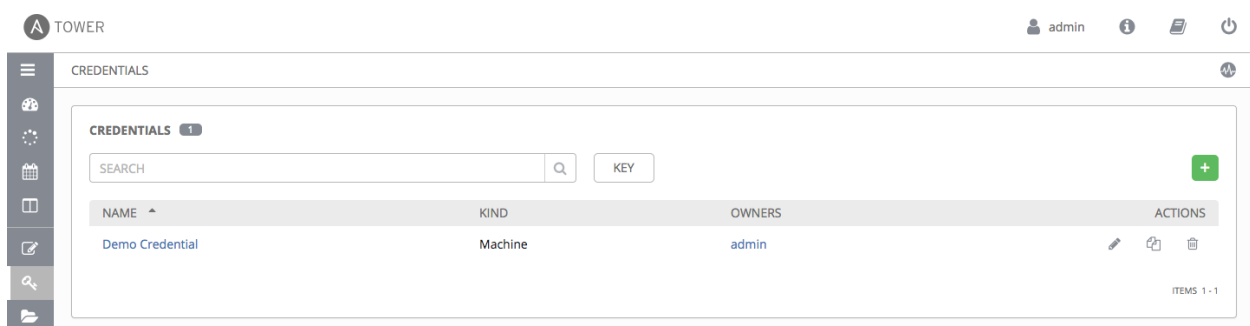 A TOWER admin
CREDENTIALS
CREDENTIALS 1
SEARCH KEY +
NAME KIND OWNERS ACTIONS
Demo Credential Machine admin
ITEMS 1 - 1